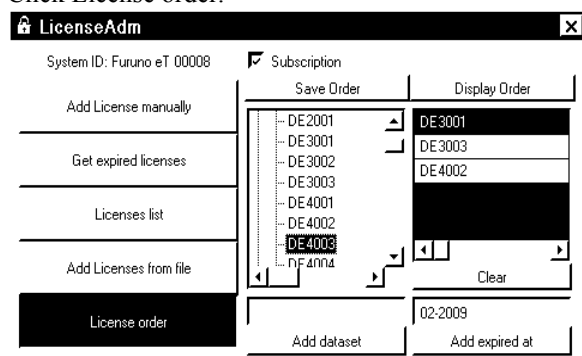 Click License order.
LicenseAdm
System ID: Furuno eT 00008
Subscription
Save Order
Display Order
Add License manually
Get expired licenses
Licenses list
Add Licenses from file
License order
DE2001
DE3001
DE3002
DE3003
DE4001
DE4002
DE4003
DE4004
DE3001
DE3003
DE4002
Clear
02-2009
Add dataset
Add expired at